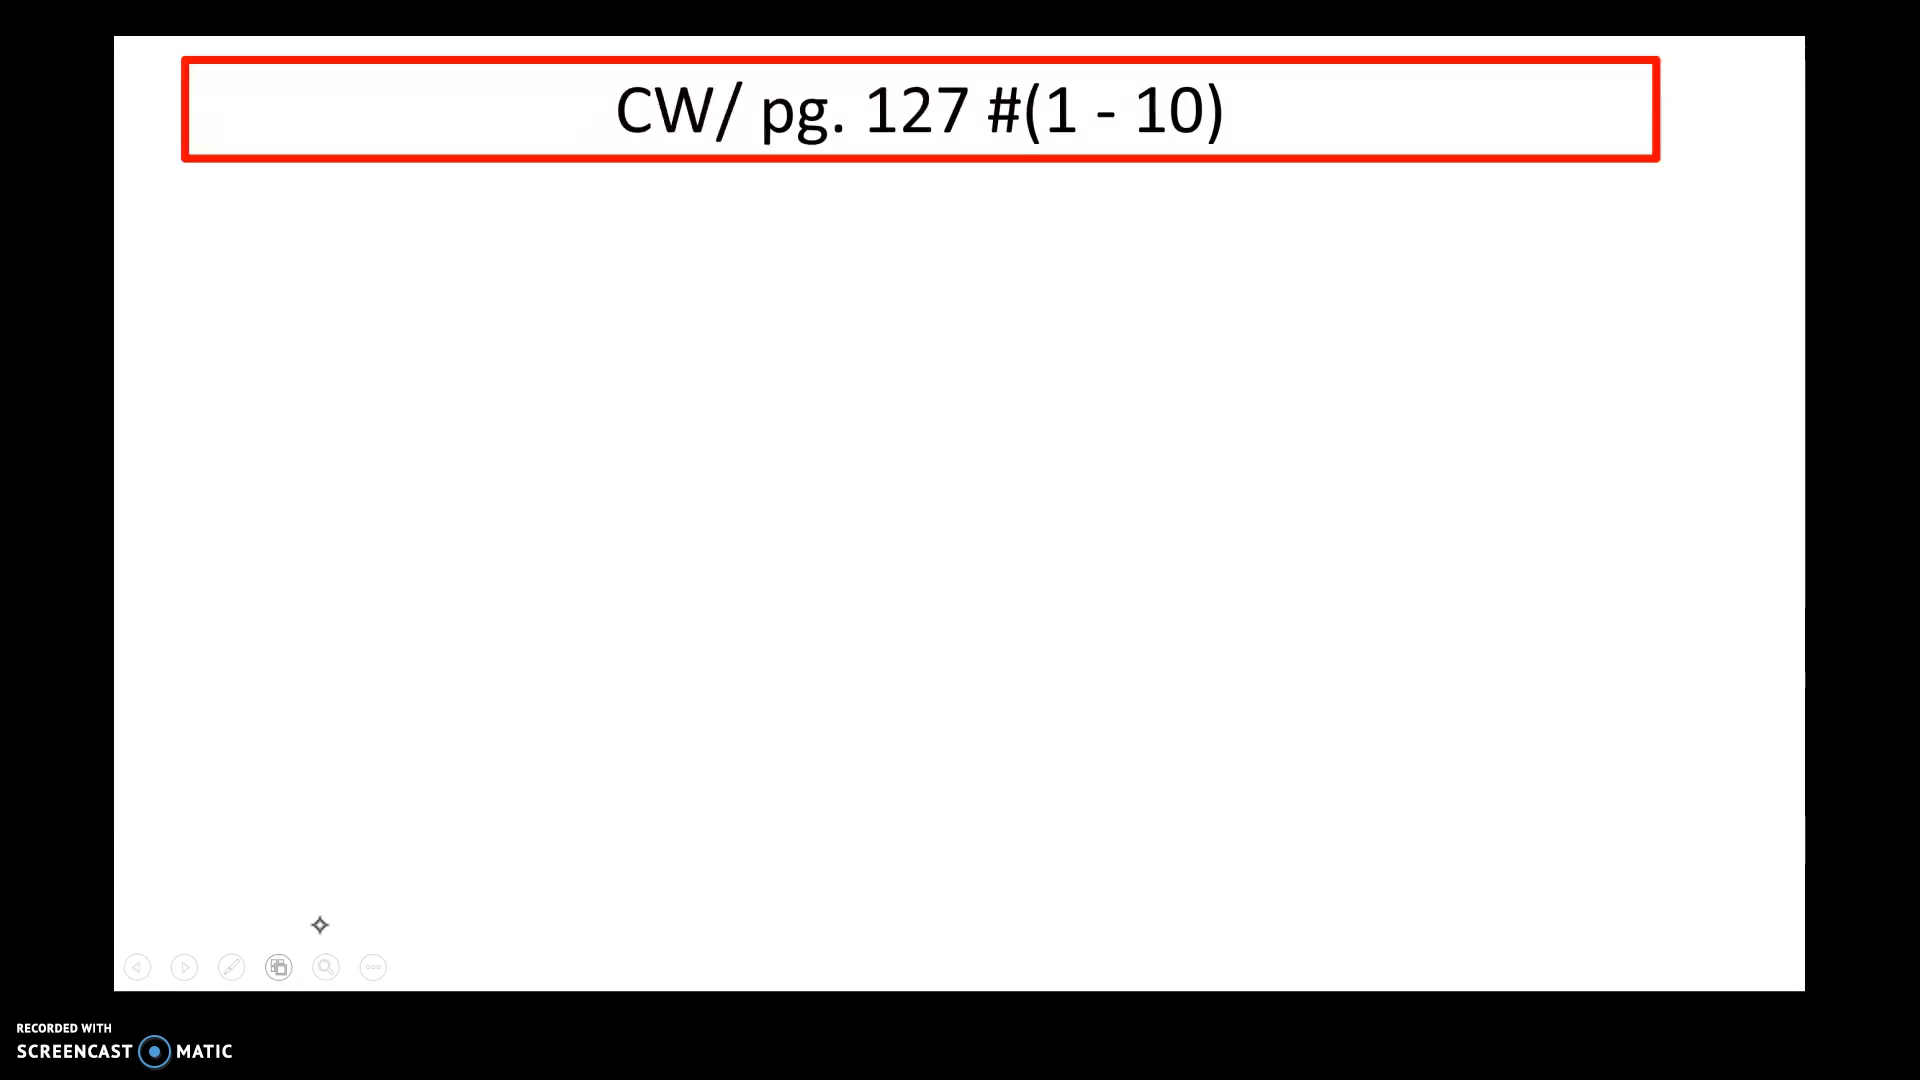 CW/ pg. 127 #(1 - 10)
RECORDED WITH
SCREENCAST MATIC